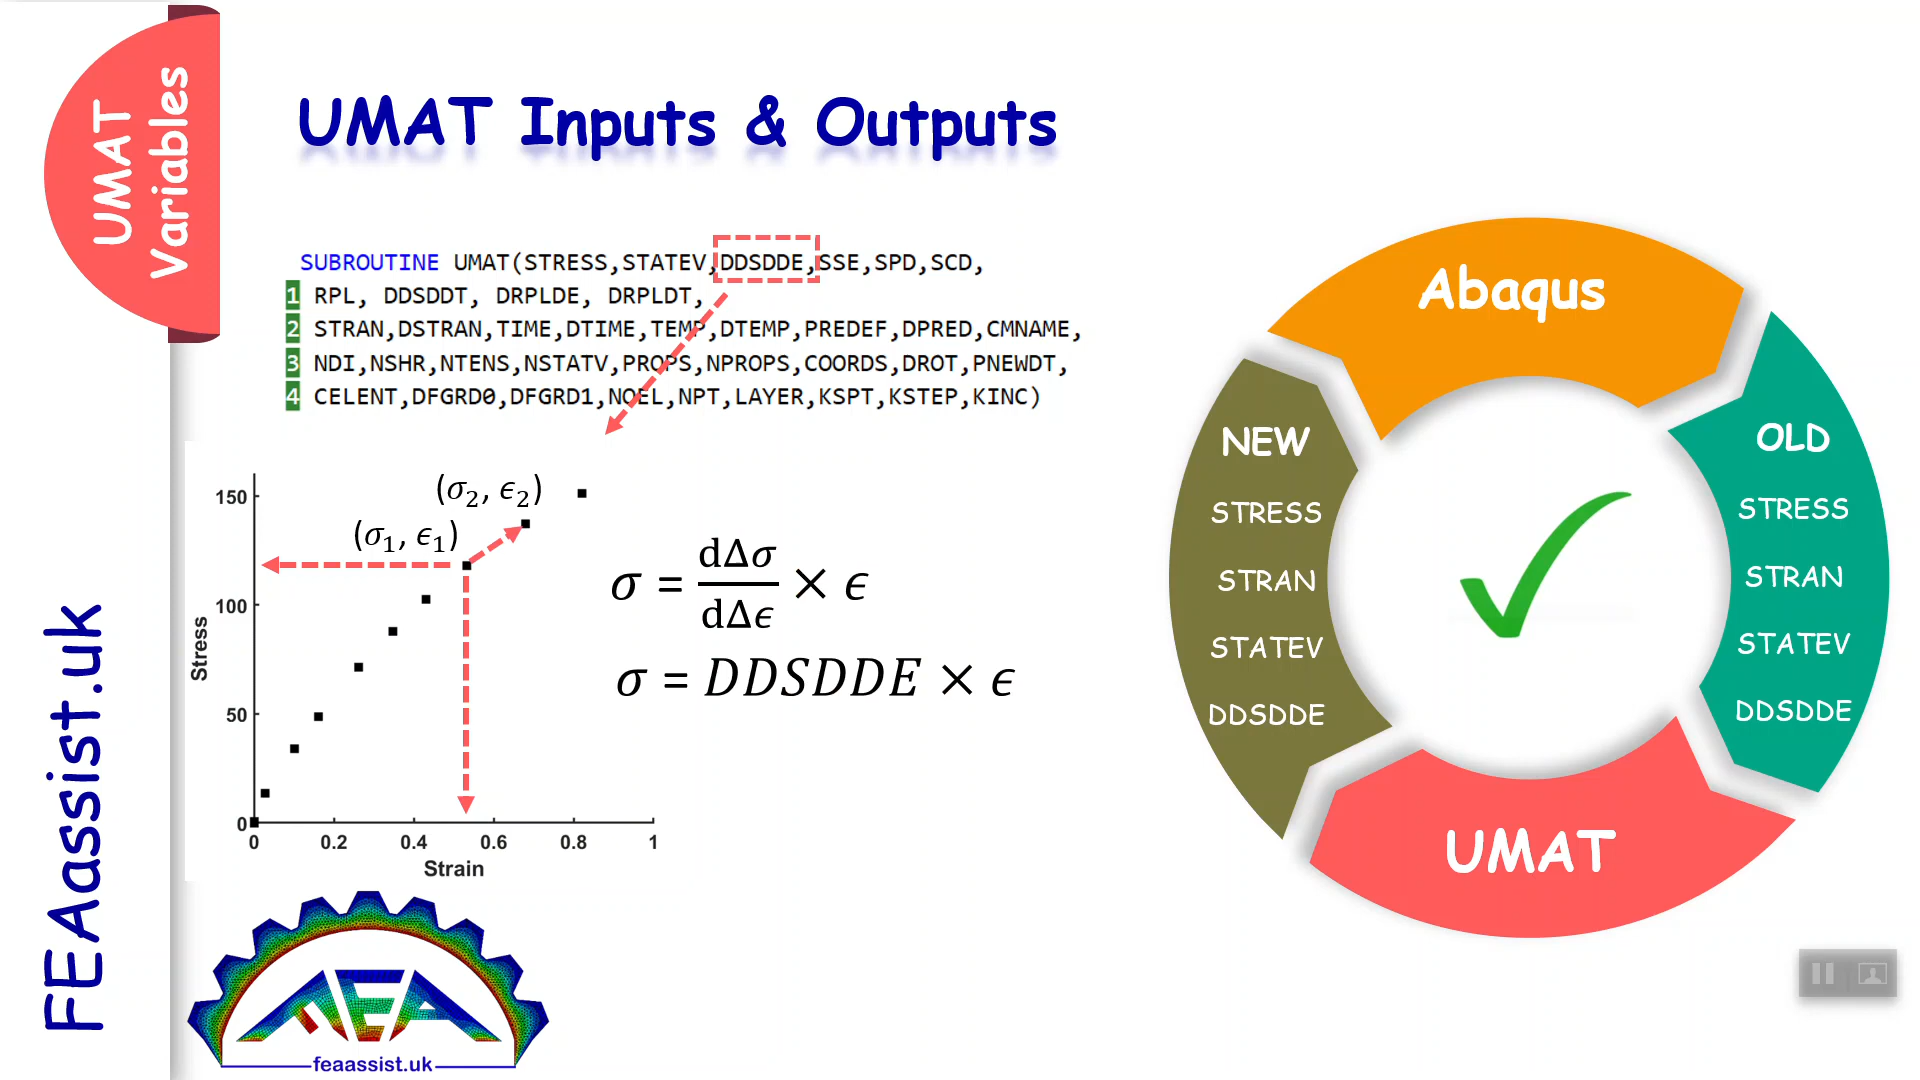 UMAT
Variables
UMAT Inputs & Outputs
SUBROUTINE UMAT(STRESS,STATEV,DDSDDE,SSE,SPD,SCD,
1 RPL, DDSDDT, DRPLDE, DRPLDT,
2 STRAN,DSTRAN,TIME,DTIME,TEMP,DTEMP,PREDEF,DPRED,CMNAME,
3 NDI,NSHR,NTENS,NSTATV,PROPS,NPROPS,COORDS,DROT,PNEWDT,
4 CELENT,DFGRD0,DFGRD1,NOEL,NPT,LAYER,KSPT,KSTEP,KINC)
(σ₂, ϵ₂)
(σ₁, ϵ₁)
150
100
50
0
0 0.2 0.4 0.6 0.8 1
Stress
Strain
σ = dΔσ/dΔϵ × ϵ
σ = DDSDDE × ϵ
Abaqus
OLD
STRESS
STRAN
STATEV
DDSDDE
UMAT
NEW
STRESS
STRAN
STATEV
DDSDDE
FEAassist.uk
FEA
feaassist.uk